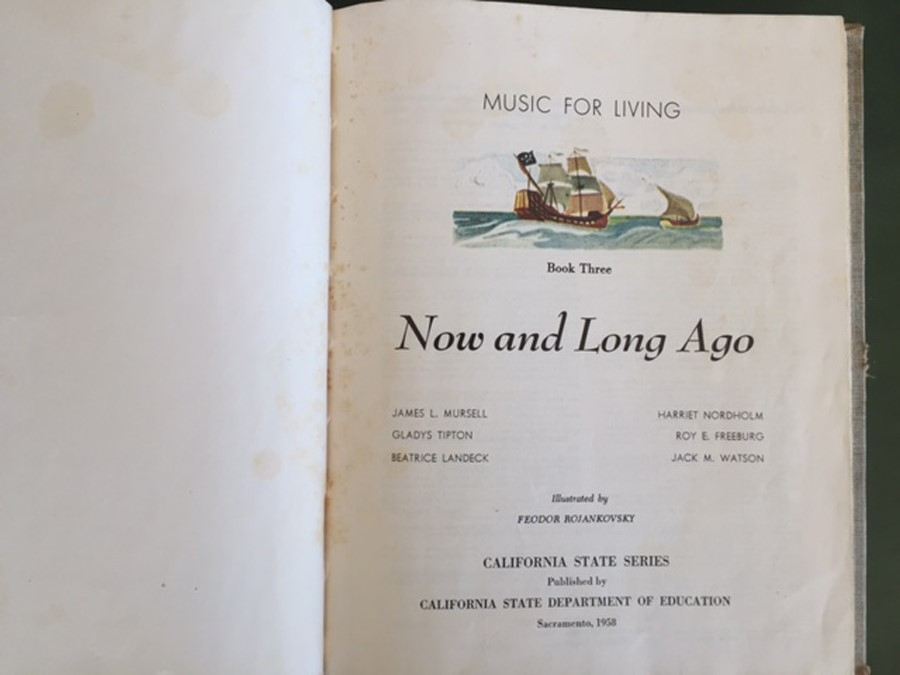 MUSIC FOR LIVING
Book Three
Now and Long Ago
JAMES L. MURSELL
GLADYS TIPTON
BEATRICE LANDECK
HARRIET NORDHOLM
ROY E. FREEBURG
JACK M. WATSON
Illustrated by
FEODOR ROJANKOVSKY
CALIFORNIA STATE SERIES
Published by
CALIFORNIA STATE DEPARTMENT OF EDUCATION
Sacramento, 1958